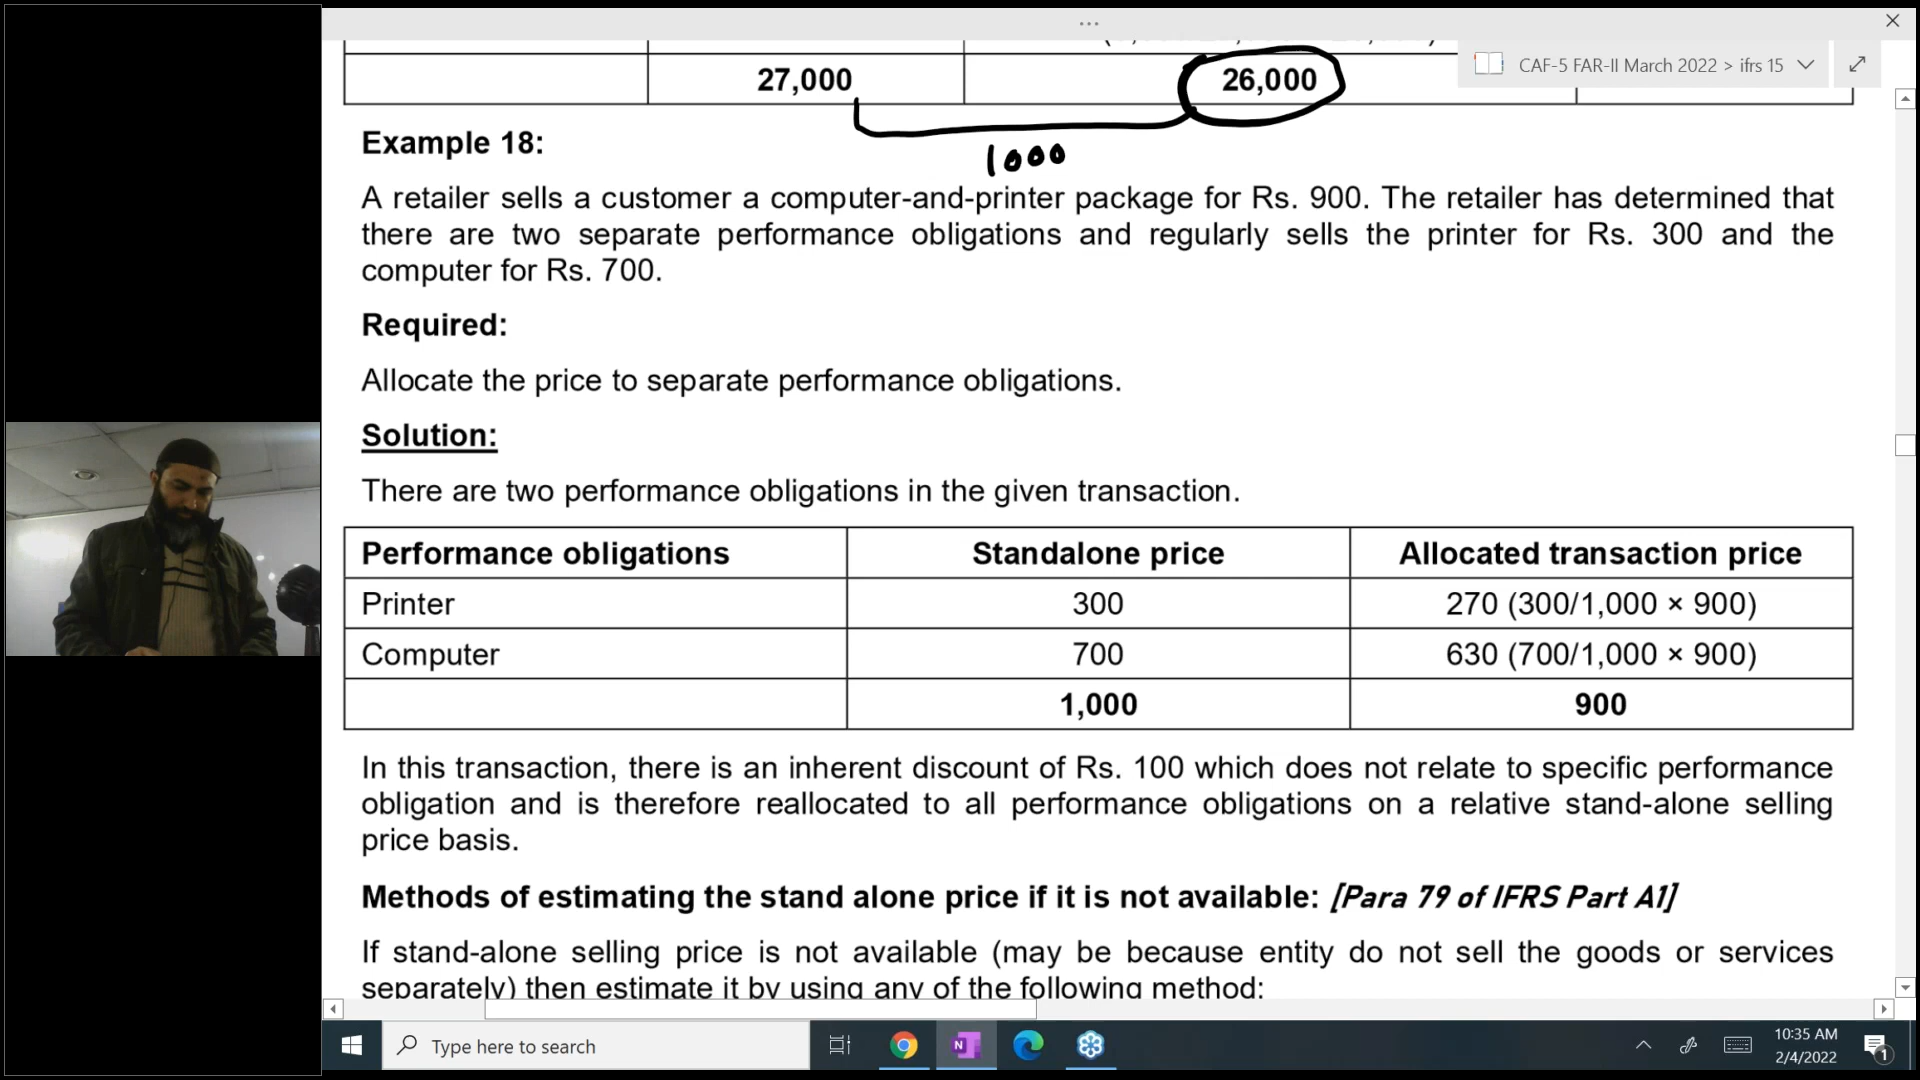 CAF-5 FAR-II March 2022 > ifrs 15
27,000 26,000
1000
Example 18:
A retailer sells a customer a computer-and-printer package for Rs. 900. The retailer has determined that
there are two separate performance obligations and regularly sells the printer for Rs. 300 and the
computer for Rs. 700.
Required:
Allocate the price to separate performance obligations.
Solution:
There are two performance obligations in the given transaction.
Performance obligations Standalone price Allocated transaction price
Printer 300 270 (300/1,000 × 900)
Computer 700 630 (700/1,000 × 900)
1,000 900
In this transaction, there is an inherent discount of Rs. 100 which does not relate to specific performance
obligation and is therefore reallocated to all performance obligations on a relative stand-alone selling
price basis.
Methods of estimating the stand alone price if it is not available: [Para 79 of IFRS Part A1]
If stand-alone selling price is not available (may be because entity do not sell the goods or services
separately) then estimate it by using any of the following method:
Type here to search
N
10:35 AM
2/4/2022
1